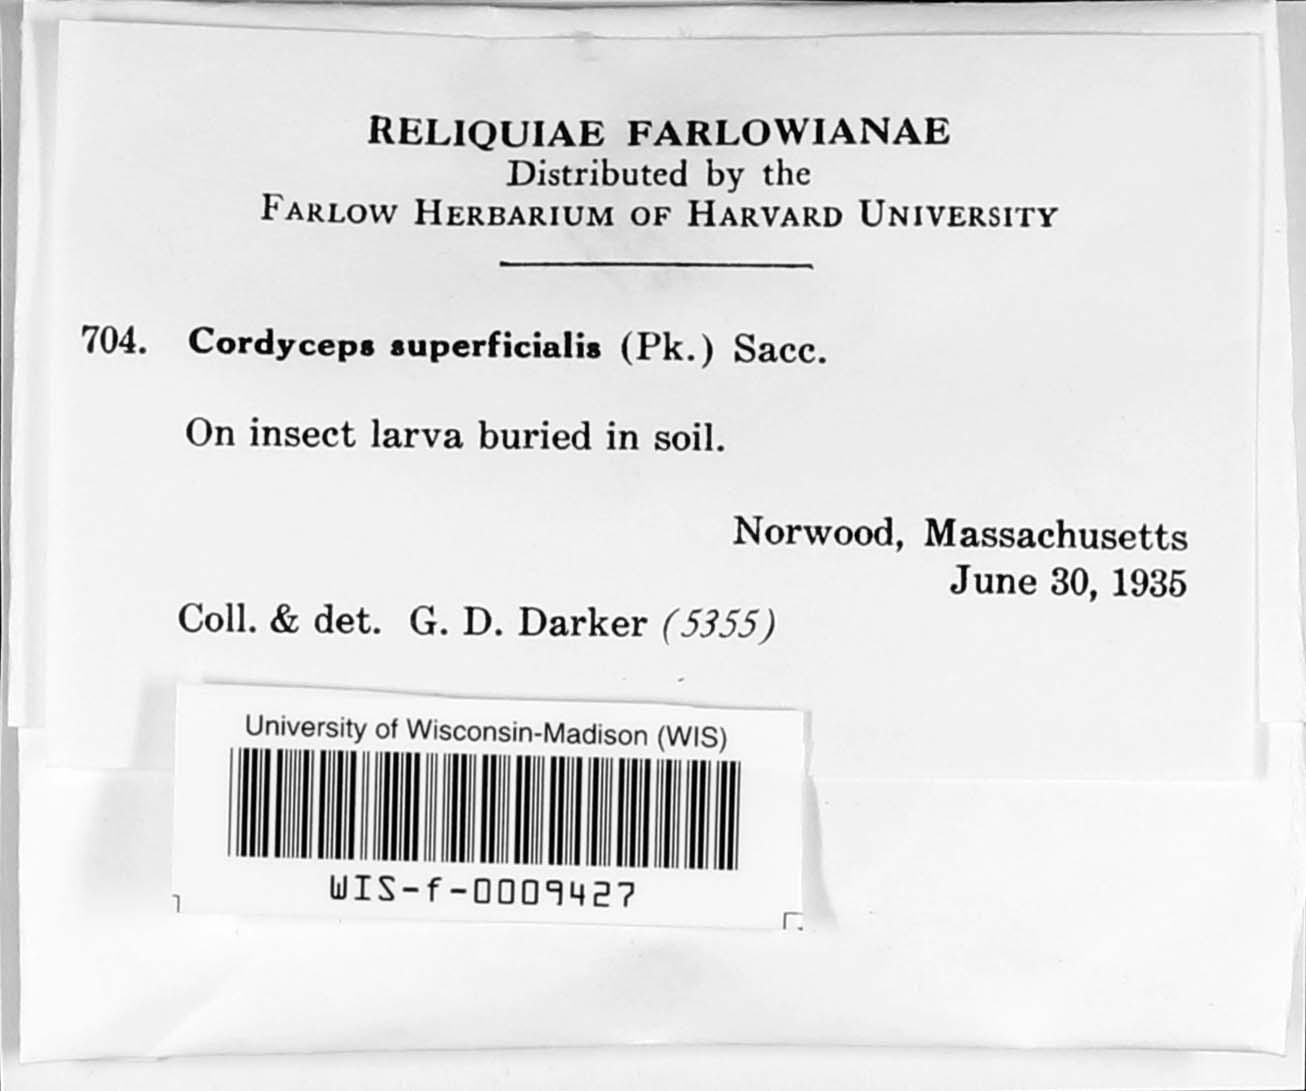 RELIQUIAE FARLOWIANAE
Distributed by the
FARLOW HERBARIUM OF HARVARD UNIVERSITY
704. Cordyceps superficialis (Pk.) Sacc.
On insect larva buried in soil.
Norwood, Massachusetts
June 30, 1935
Coll. & det. G. D. Darker (5355)
University of Wisconsin-Madison (WIS)
WIS-f-0009427